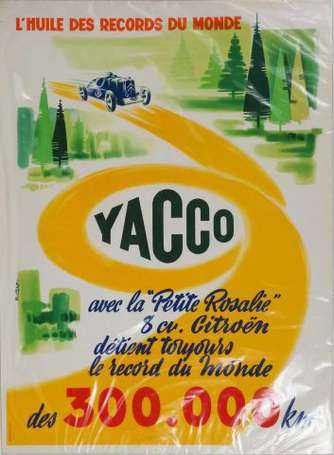 L'HUILE DES RECORDS DU MONDE
YACCO
avec la "Petite Rosalie"
8 cv. Citroën
détient toujours
le record du Monde
des 300.000 km